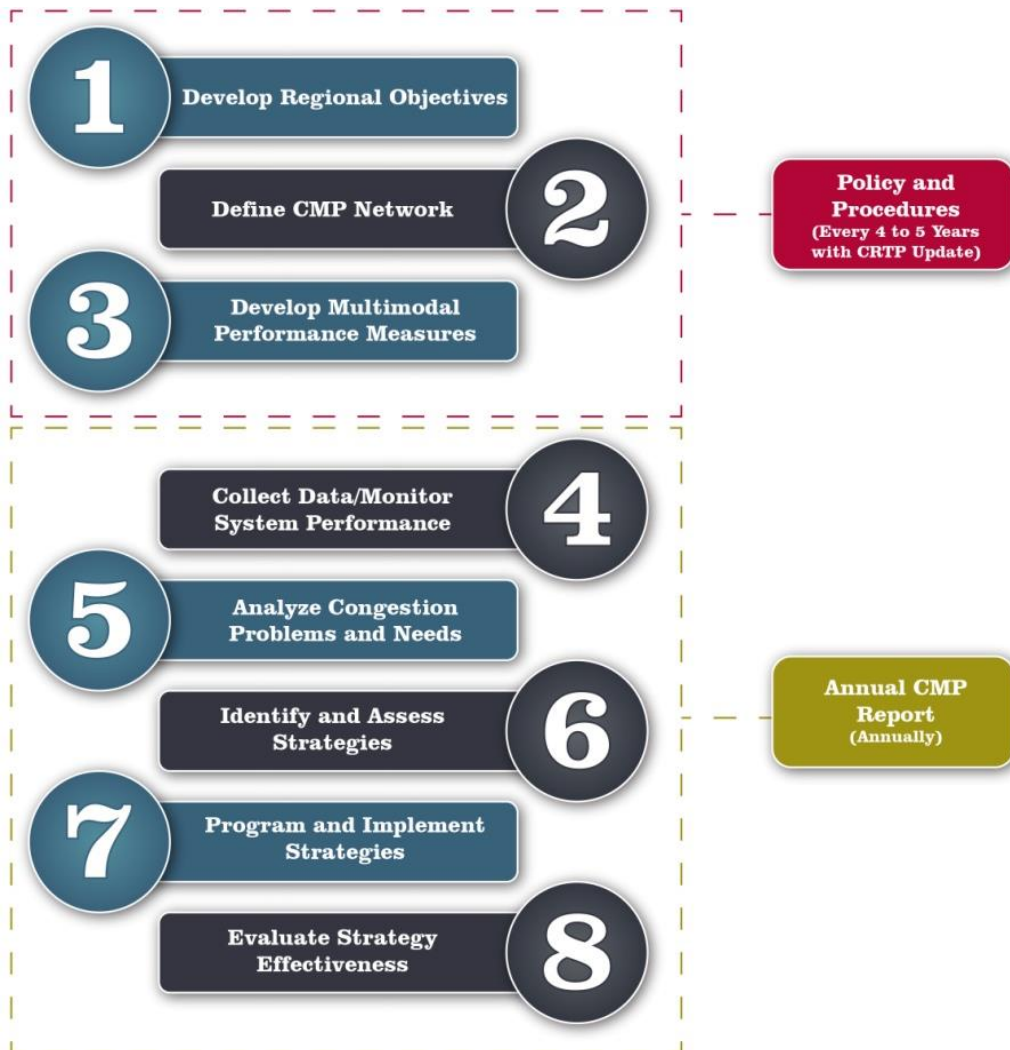 1
Develop Regional Objectives
Define CMP Network
2
3
Develop Multimodal
Performance Measures
Policy and
Procedures
(Every 4 to 5 Years
with CRTP Update)
Collect Data/Monitor
System Performance
4
5
Analyze Congestion
Problems and Needs
Identify and Assess
Strategies
6
7
Program and Implement
Strategies
Evaluate Strategy
Effectiveness
8
Annual CMP
Report
(Annually)